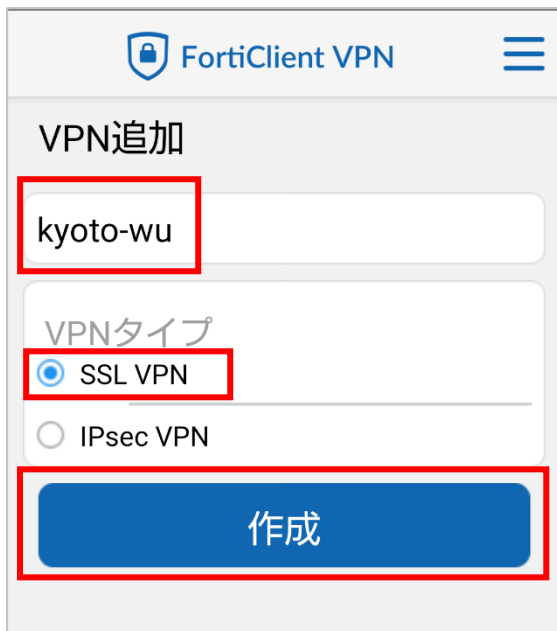 FortiClient VPN
VPN追加
kyoto-wu
VPNタイプ
SSL VPN
IPsec VPN
作成